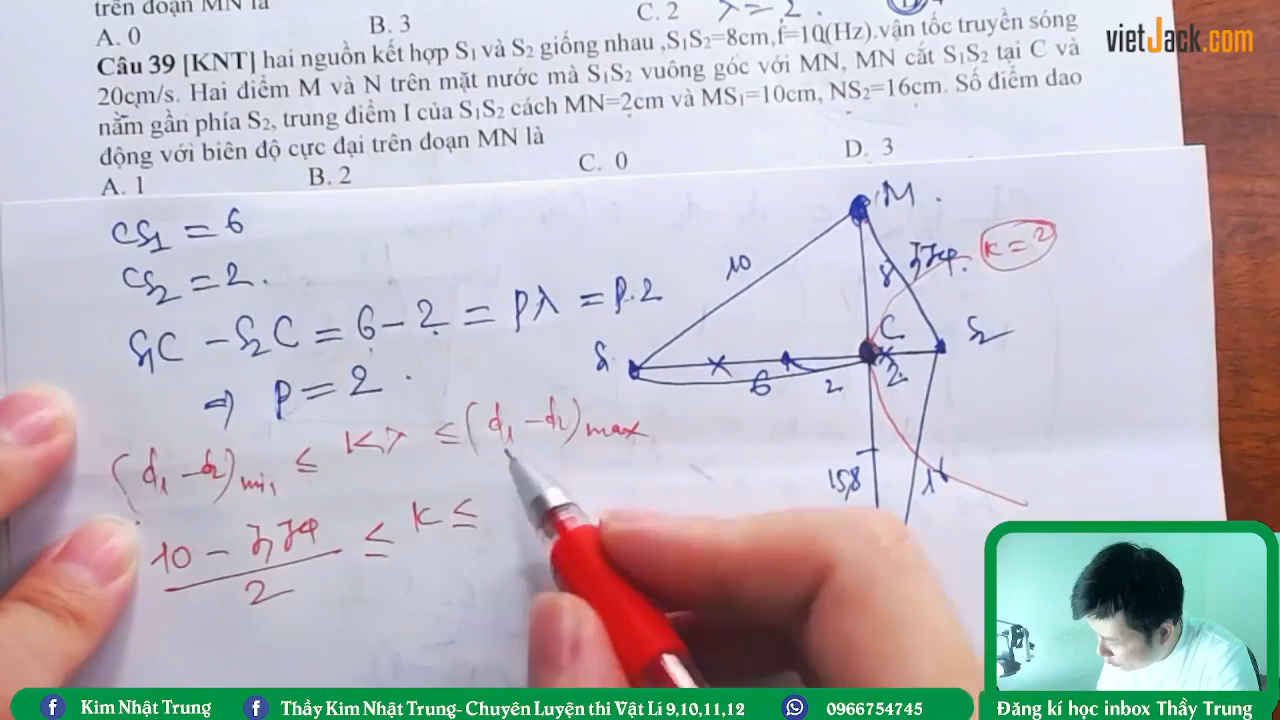 trên đoạn MN là
A. 0 B. 3 C. 2 λ = 2.
Câu 39 [KNT] hai nguồn kết hợp S₁ và S₂ giống nhau ,S₁S₂=8cm,f=10(Hz).vận tốc truyền sóng
20cm/s. Hai điểm M và N trên mặt nước mà S₁S₂ vuông góc với MN, MN cắt S₁S₂ tại C và
nằm gần phía S₂, trung điểm I của S₁S₂ cách MN=2cm và MS₁=10cm, NS₂=16cm. Số điểm dao
động với biên độ cực đại trên đoạn MN là
A. 1 B. 2 C. 0 D. 3
CS₁ = 6
CS₂ = 2.
S₁C - S₂C = 6 - 2 = Pλ = P.2
⇒ P = 2.
(d₁ - d₂)min ≤ Kλ ≤ (d₁ - d₂)max
≤ K ≤
2
M
10
8
K = 2
C
S₂
6
2
2
15,8
vietJack.com
Kim Nhật Trung
Thầy Kim Nhật Trung- Chuyên Luyện thi Vật Lí 9,10,11,12
0966754745
Đăng kí học inbox Thầy Trung